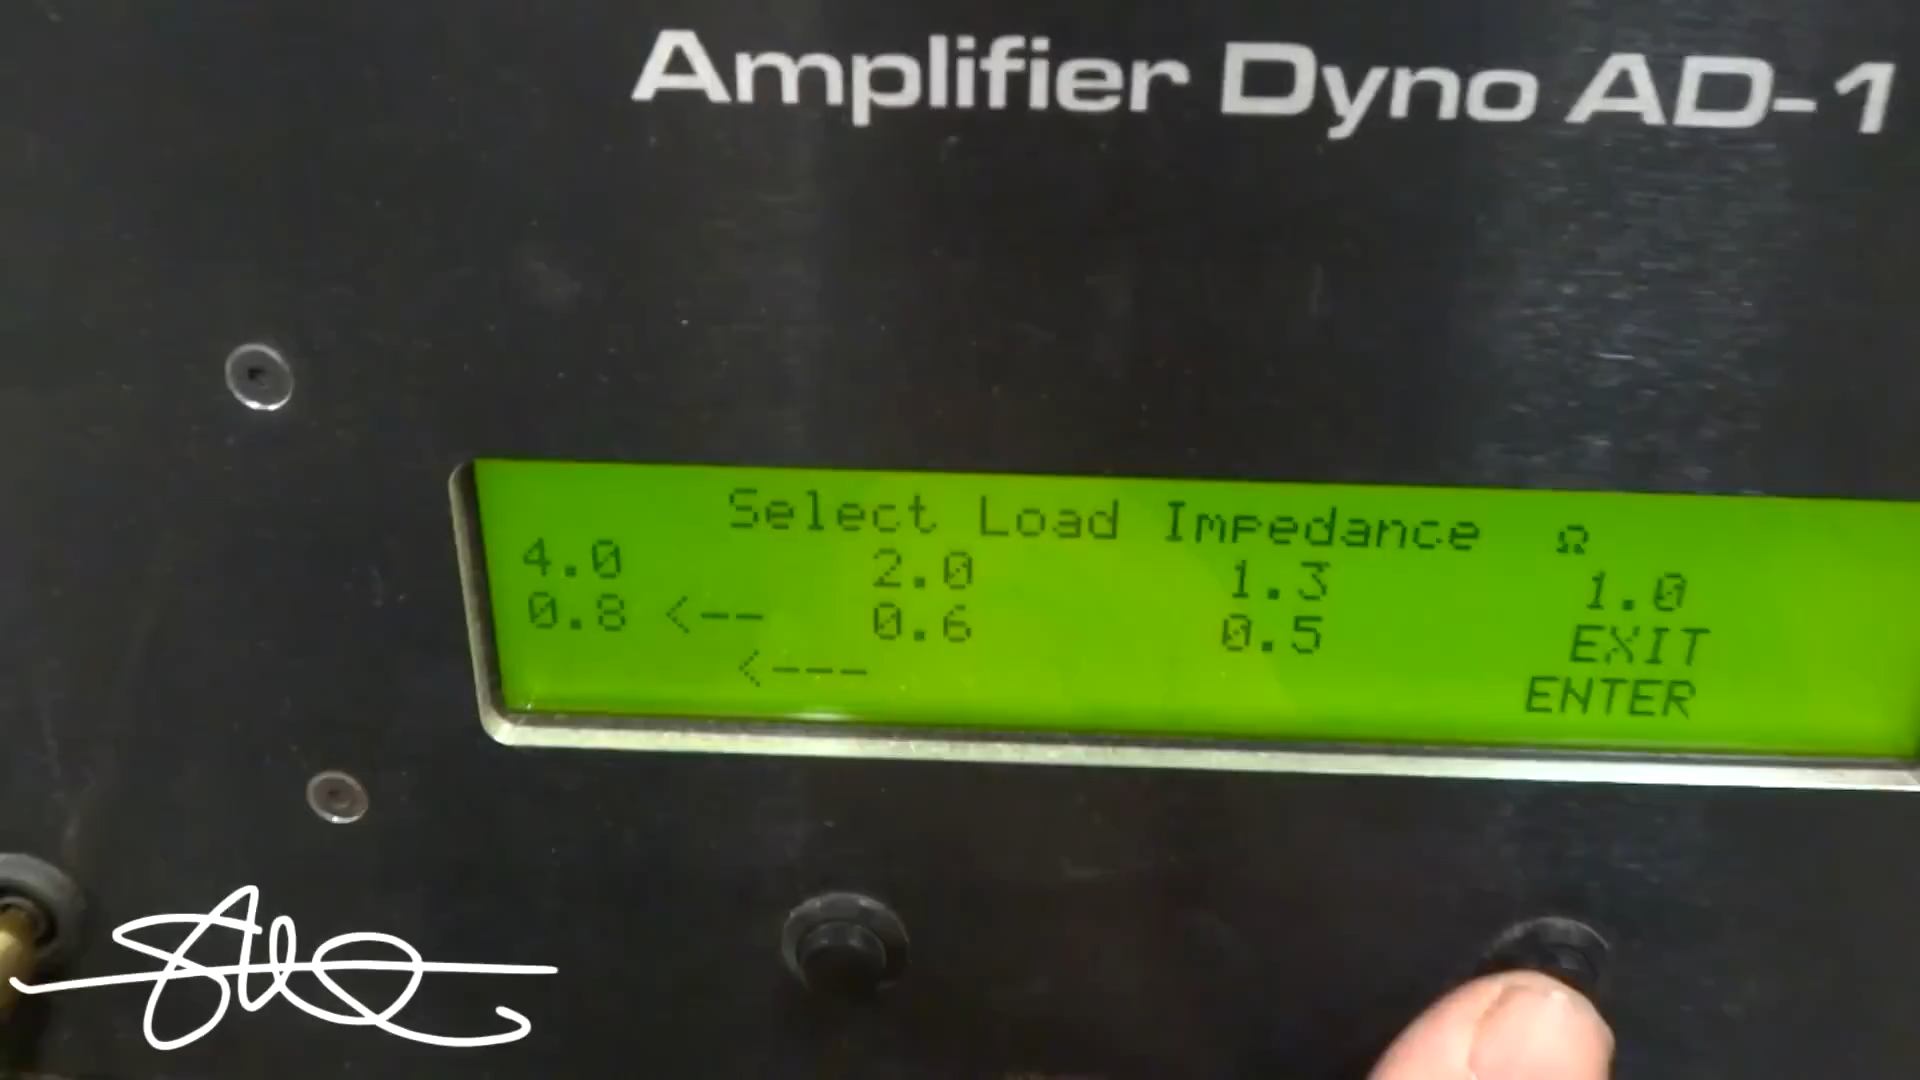 Amplifier Dyno AD-1
Select Load Impedance Ω
4.0 2.0 1.3 1.0
0.8 <-- 0.6 0.5 EXIT
<--- ENTER